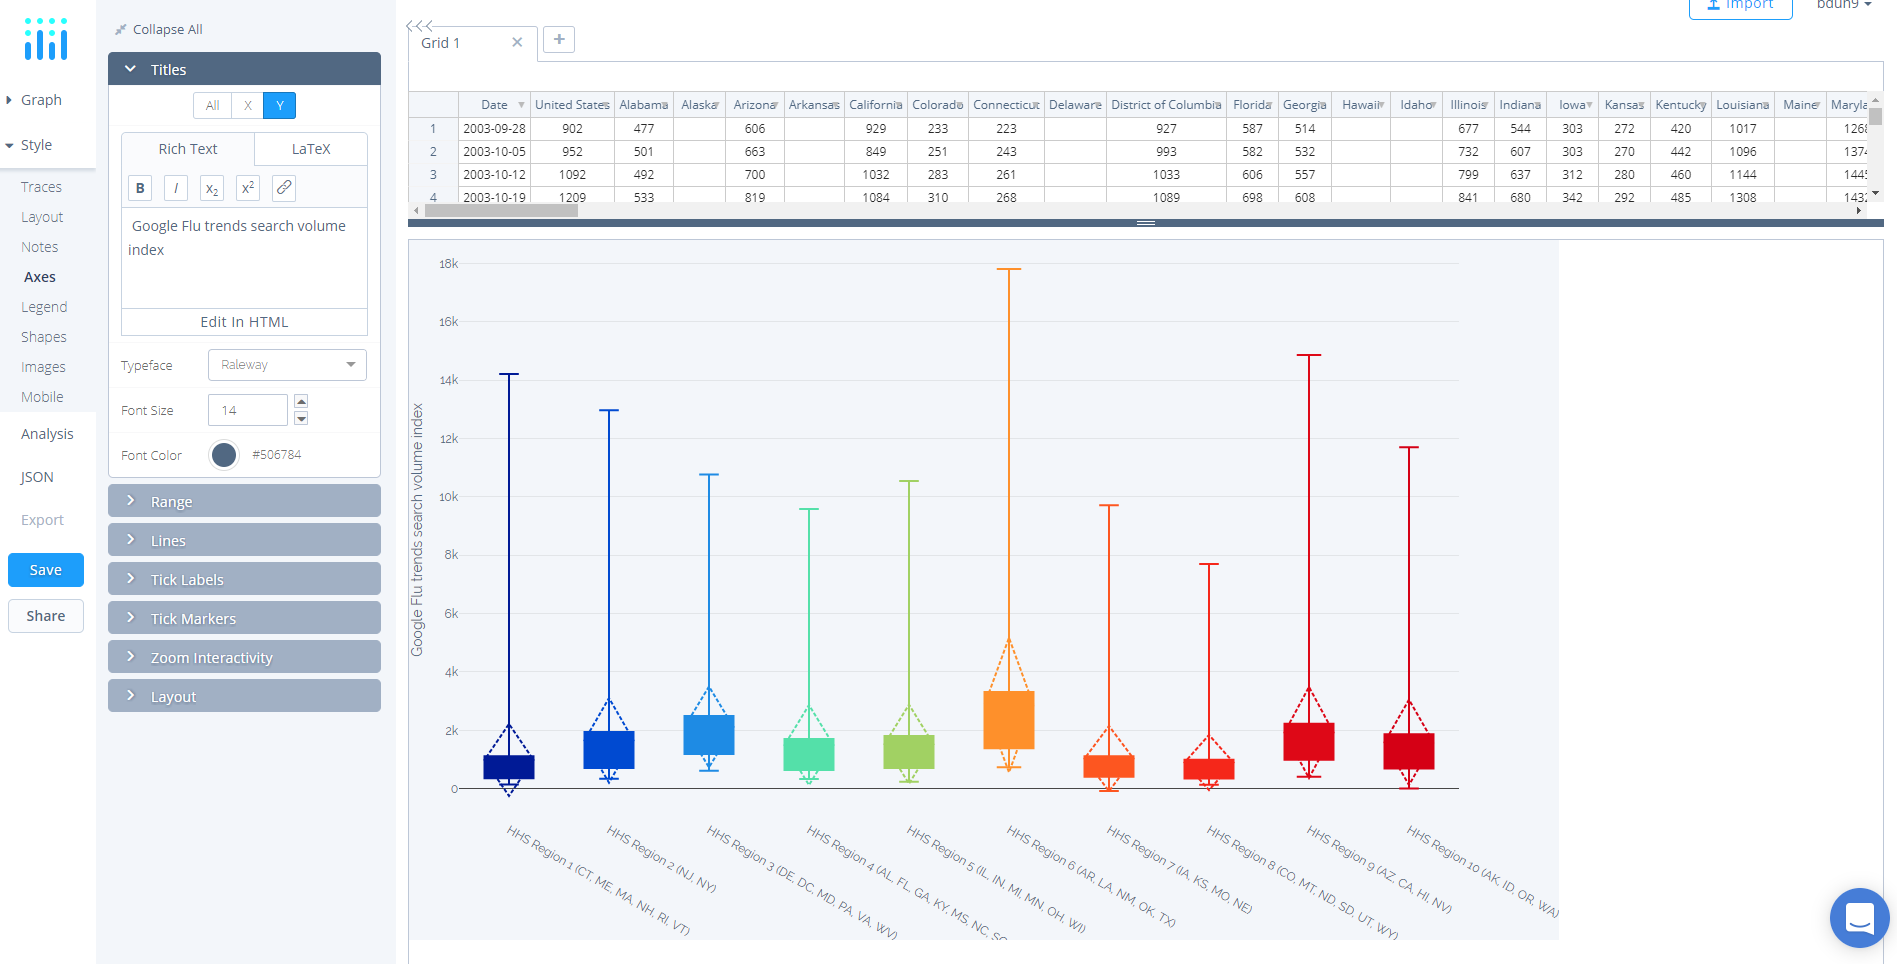 Import
bdun9
Collapse All
Grid 1
Titles
Graph
All X Y
Style
Rich Text LaTeX
B I x2 x2
Google Flu trends search volume
index
Edit In HTML
Typeface Raleway
Font Size 14
Font Color #506784
Range
Lines
Tick Labels
Tick Markers
Zoom Interactivity
Layout
Traces
Layout
Notes
Axes
Legend
Shapes
Images
Mobile
Analysis
JSON
Export
Save
Share
Date United States Alabama Alaska Arizona Arkansas California Colorado Connecticut Delaware District of Columbia Florida Georgia Hawaii Idaho Illinois Indiana Iowa Kansas Kentucky Louisiana Maine Maryla
1 2003-09-28 902 477 606 929 233 223 927 587 514 677 544 303 272 420 1017 1268
2 2003-10-05 952 501 663 849 251 243 993 582 532 732 607 303 270 442 1096 1374
3 2003-10-12 1092 492 700 1032 283 261 1033 606 557 799 637 312 280 460 1144 1445
4 2003-10-19 1209 533 819 1084 310 268 1089 698 608 841 680 342 292 485 1308 1432
18k
16k
14k
12k
10k
8k
6k
4k
2k
0
Google Flu trends search volume index
HHS Region 1 (CT, ME, MA, NH, RI, VT)
HHS Region 2 (NJ, NY)
HHS Region 3 (DE, DC, MD, PA, VA, WV)
HHS Region 4 (AL, FL, GA, KY, MS, NC, SC
HHS Region 5 (IL, IN, MI, MN, OH, WI)
HHS Region 6 (AR, LA, NM, OK, TX)
HHS Region 7 (IA, KS, MO, NE)
HHS Region 8 (CO, MT, ND, SD, UT, WY)
HHS Region 9 (AZ, CA, HI, NV)
HHS Region 10 (AK, ID, OR, WA)